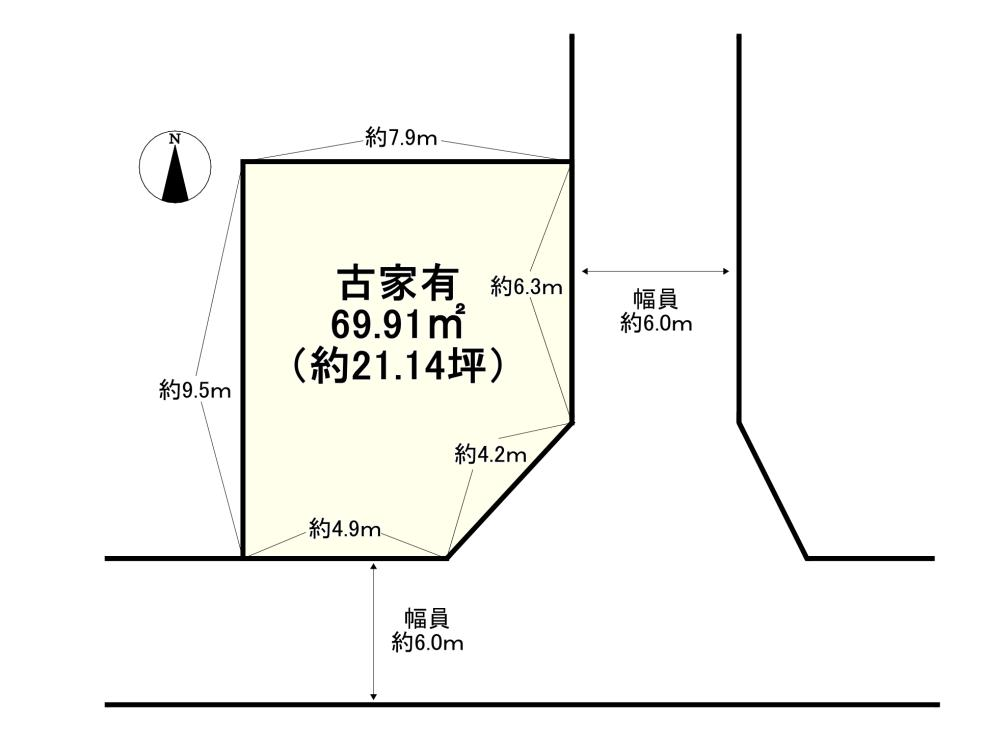 N
約7.9m
古家有
69.91㎡
（約21.14坪）
約6.3m
幅員
約6.0m
約9.5m
約4.2m
約4.9m
幅員
約6.0m